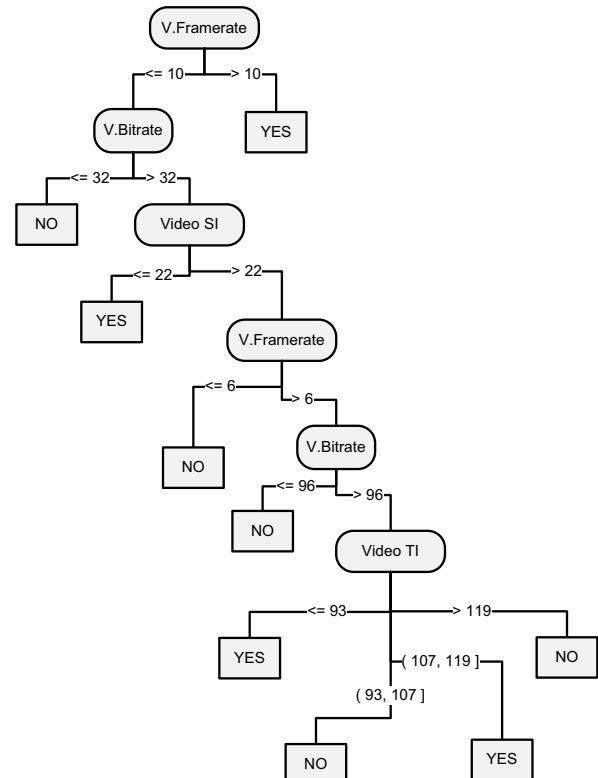 V.Framerate
<= 10
> 10
V.Bitrate
YES
<= 32
> 32
NO
Video SI
<= 22
> 22
YES
V.Framerate
<= 6
> 6
V.Bitrate
NO
<= 96
> 96
NO
Video TI
<= 93
> 119
YES
NO
( 107, 119 ]
( 93, 107 ]
NO
YES